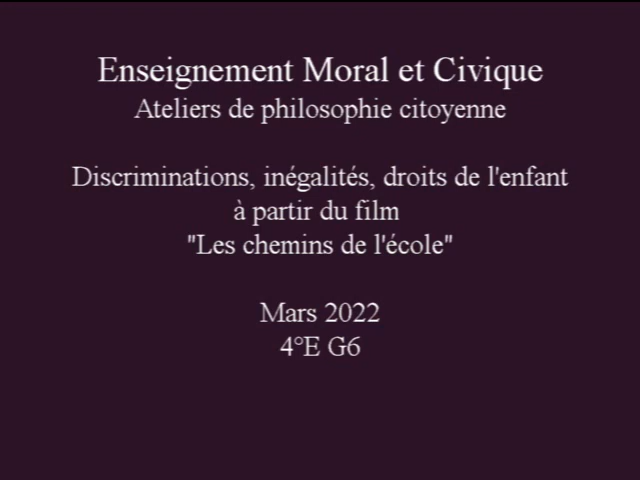 Enseignement Moral et Civique
Ateliers de philosophie citoyenne
Discriminations, inégalités, droits de l'enfant
à partir du film
"Les chemins de l'école"
Mars 2022
4°E G6